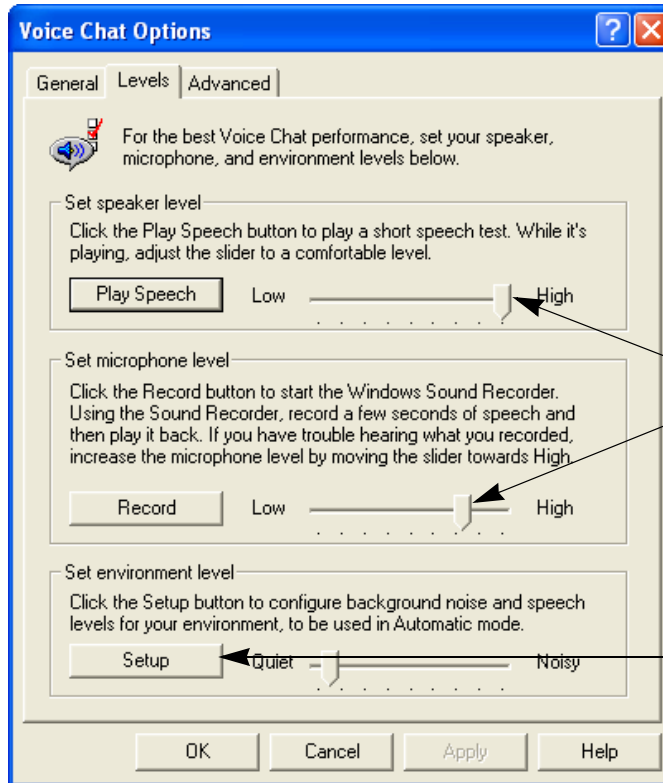 Voice Chat Options
General Levels Advanced
For the best Voice Chat performance, set your speaker,
microphone, and environment levels below.
Set speaker level
Click the Play Speech button to play a short speech test. While it's
playing, adjust the slider to a comfortable level.
Play Speech Low High
Set microphone level
Click the Record button to start the Windows Sound Recorder.
Using the Sound Recorder, record a few seconds of speech and
then play it back. If you have trouble hearing what you recorded,
increase the microphone level by moving the slider towards High.
Record Low High
Set environment level
Click the Setup button to configure background noise and speech
levels for your environment, to be used in Automatic mode.
Setup Quiet Noisy
OK Cancel Apply Help